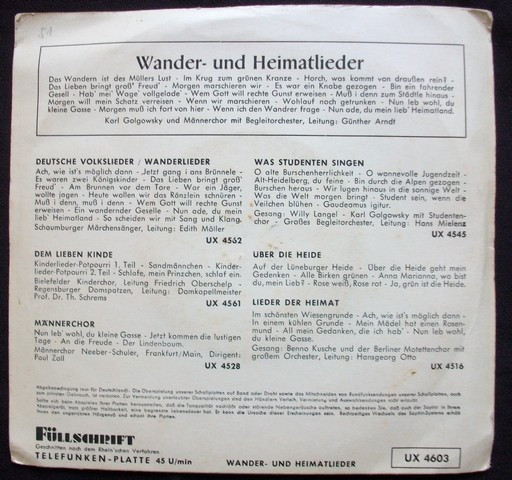 51
Wander- und Heimatlieder
Das Wandern ist des Müllers Lust - Im Krug zum grünen Kranze - Horch, was kommt von draußen rein? -
Das Lieben bringt groß' Freud' - Morgen marschieren wir - Es war ein Knabe gezogen - Bin ein fahrender
Gesell - Hab' mei' Wage' vollgelade' - Wem Gott will rechte Gunst erweisen - Muß i denn zum Städtle hinaus -
Morgen will mein Schatz verreisen - Wenn wir marschieren - Wohlauf noch getrunken - Nun leb wohl, du
kleine Gasse - Morgen muß ich fort von hier - Wenn ich den Wandrer frage - Nun ade, du mein lieb' Heimatland.
Karl Golgowsky und Männerchor mit Begleitorchester, Leitung: Günther Arndt
DEUTSCHE VOLKSLIEDER / WANDERLIEDER
Ach, wie ist's möglich dann - Jetzt gang i ans Brünnele -
Es waren zwei Königskinder - Das Lieben bringt groß'
Freud' - Am Brunnen vor dem Tore - War ein Jäger,
wollte jagen - Heute wollen wir das Ränzlein schnüren -
Muß i denn, muß i denn - Wem Gott will rechte Gunst
erweisen - Ein wandernder Geselle - Nun ade, du mein
lieb' Heimatland - So scheiden wir mit Sang und Klang.
Schaumburger Märchensänger, Leitung: Edith Möller
UX 4562
DEM LIEBEN KINDE
Kinderlieder-Potpourri 1. Teil - Sandmännchen - Kinder-
lieder-Potpourri 2. Teil - Schlafe, mein Prinzchen, schlaf ein.
Bielefelder Kinderchor, Leitung Friedrich Oberschelp -
Regensburger Domspatzen, Leitung: Domkapellmeister
Prof. Dr. Th. Schrems
UX 4561
MÄNNERCHOR
Nun leb' wohl, du kleine Gasse - Jetzt kommen die lustigen
Tage - An die Freude - Der Lindenbaum.
Männerchor Neeber-Schuler, Frankfurt/Main, Dirigent:
Paul Zoll
UX 4528
WAS STUDENTEN SINGEN
O alte Burschenherrlichkeit - O wonnevolle Jugendzeit -
Alt-Heidelberg, du feine - Bin durch die Alpen gezogen -
Burschen heraus - Wir lugen hinaus in die sonnige Welt -
Was die Welt morgen bringt - Student sein, wenn die
Veilchen blühen - Gaudeamus igitur.
Gesang: Willy Langel - Karl Golgowsky mit Studenten-
chor - Großes Begleitorchester, Leitung: Hans Mielenz
UX 4545
ÜBER DIE HEIDE
Auf der Lüneburger Heide - Über die Heide geht mein
Gedenken - Alle Birken grünen - Anna Marianna, wo bist
du, mein Lieb? - Rose weiß, Rose rot - Ja, grün ist die Heide.
LIEDER DER HEIMAT
Im schönsten Wiesengrunde - Ach, wie ist's möglich dann -
In einem kühlen Grunde - Mein Mädel hat einen Rosen-
mund - All mein Gedanken, die ich hab' - Nun leb wohl,
du kleine Gasse.
Gesang: Benno Kusche und der Berliner Motettenchor mit
großem Orchester, Leitung: Hansgeorg Otto
UX 4516
FÜLLSCHRIFT
Geschnitten nach dem Rhein'schen Verfahren
TELEFUNKEN-PLATTE 45 U/min
WANDER- UND HEIMATLIEDER
UX 4603